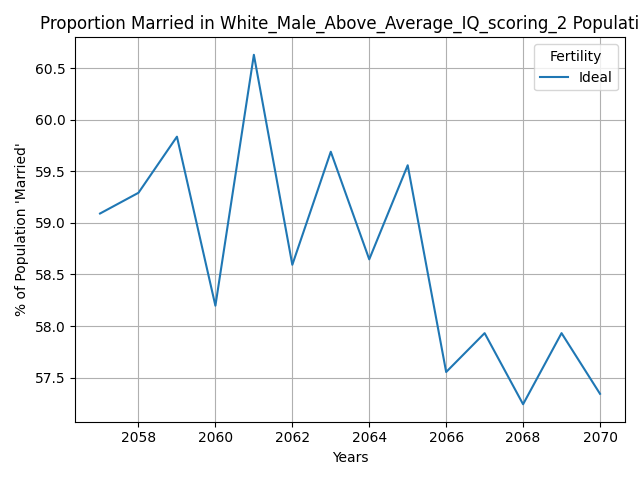 Proportion Married in White_Male_Above_Average_IQ_scoring_2 Populati
Fertility
Ideal
60.5
60.0
59.5
59.0
58.5
58.0
57.5
% of Population 'Married'
2058 2060 2062 2064 2066 2068 2070
Years